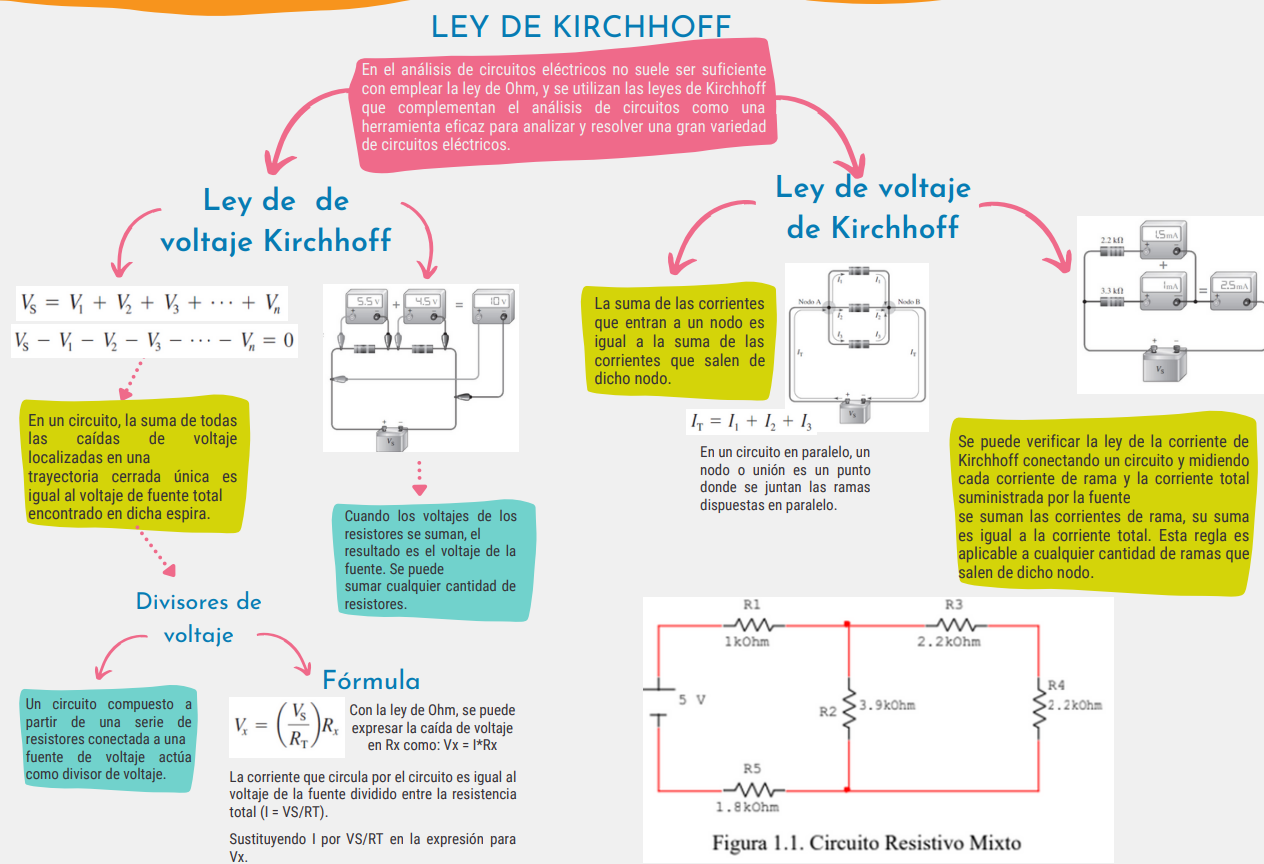 LEY DE KIRCHHOFF
En el análisis de circuitos eléctricos no suele ser suficiente
con emplear la ley de Ohm, y se utilizan las leyes de Kirchhoff
que complementan el análisis de circuitos como una
herramienta eficaz para analizar y resolver una gran variedad
de circuitos eléctricos.
Ley de de
voltaje Kirchhoff
V_S = V_1 + V_2 + V_3 + ··· + V_n
V_S − V_1 − V_2 − V_3 − ··· − V_n = 0
5.5 V + 4.5 V = 10 V
V_S
En un circuito, la suma de todas
las caídas de voltaje
localizadas en una
trayectoria cerrada única es
igual al voltaje de fuente total
encontrado en dicha espira.
Cuando los voltajes de los
resistores se suman, el
resultado es el voltaje de la
fuente. Se puede
sumar cualquier cantidad de
resistores.
Divisores de
voltaje
Un circuito compuesto a
partir de una serie de
resistores conectada a una
fuente de voltaje actúa
como divisor de voltaje.
Fórmula
V_x = (V_S / R_T) R_x
Con la ley de Ohm, se puede
expresar la caída de voltaje
en Rx como: Vx = I*Rx
La corriente que circula por el circuito es igual al
voltaje de la fuente dividido entre la resistencia
total (I = VS/RT).
Sustituyendo I por VS/RT en la expresión para
Vx.
Ley de voltaje
de Kirchhoff
La suma de las corrientes
que entran a un nodo es
igual a la suma de las
corrientes que salen de
dicho nodo.
I_1 I_1
Nodo A Nodo B
I_2 I_2
I_3 I_3
I_T I_T
V_S
I_T = I_1 + I_2 + I_3
En un circuito en paralelo, un
nodo o unión es un punto
donde se juntan las ramas
dispuestas en paralelo.
2.2 kΩ 1.5 mA
+
3.3 kΩ 1 mA = 2.5 mA
V_S
Se puede verificar la ley de la corriente de
Kirchhoff conectando un circuito y midiendo
cada corriente de rama y la corriente total
suministrada por la fuente
se suman las corrientes de rama, su suma
es igual a la corriente total. Esta regla es
aplicable a cualquier cantidad de ramas que
salen de dicho nodo.
R1 R3
1kOhm 2.2kOhm
5 V
R2 3.9kOhm
R4
2.2kOhm
R5
1.8kOhm
Figura 1.1. Circuito Resistivo Mixto